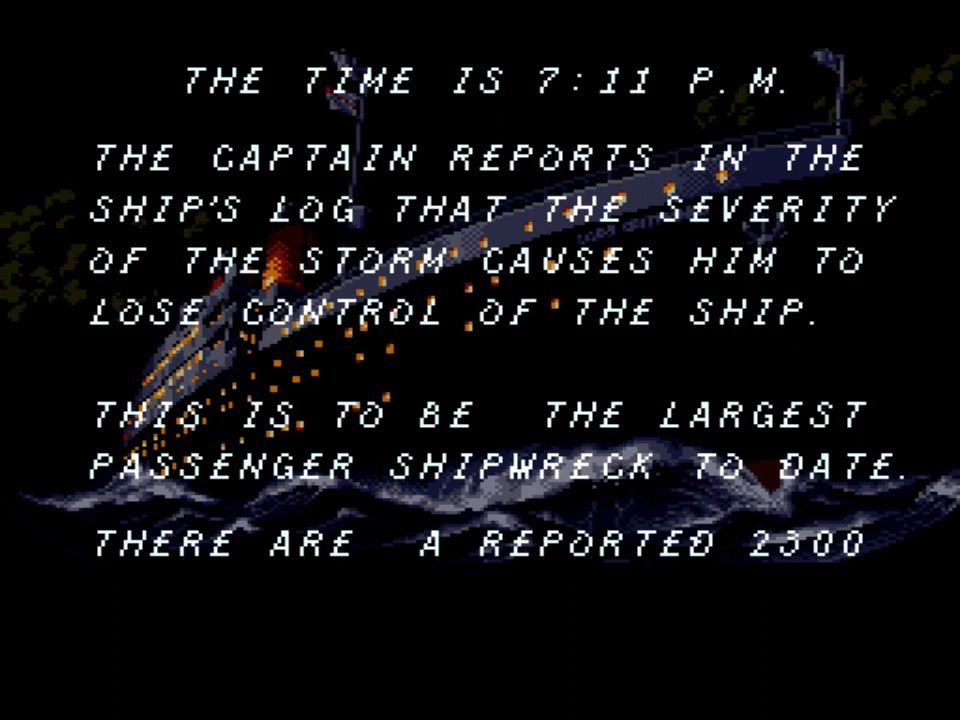 THE TIME IS 7:11 P.M.
THE CAPTAIN REPORTS IN THE
SHIP'S LOG THAT THE SEVERITY
OF THE STORM CAUSES HIM TO
LOSE CONTROL OF THE SHIP.
THIS IS TO BE THE LARGEST
PASSENGER SHIPWRECK TO DATE.
THERE ARE A REPORTED 2300